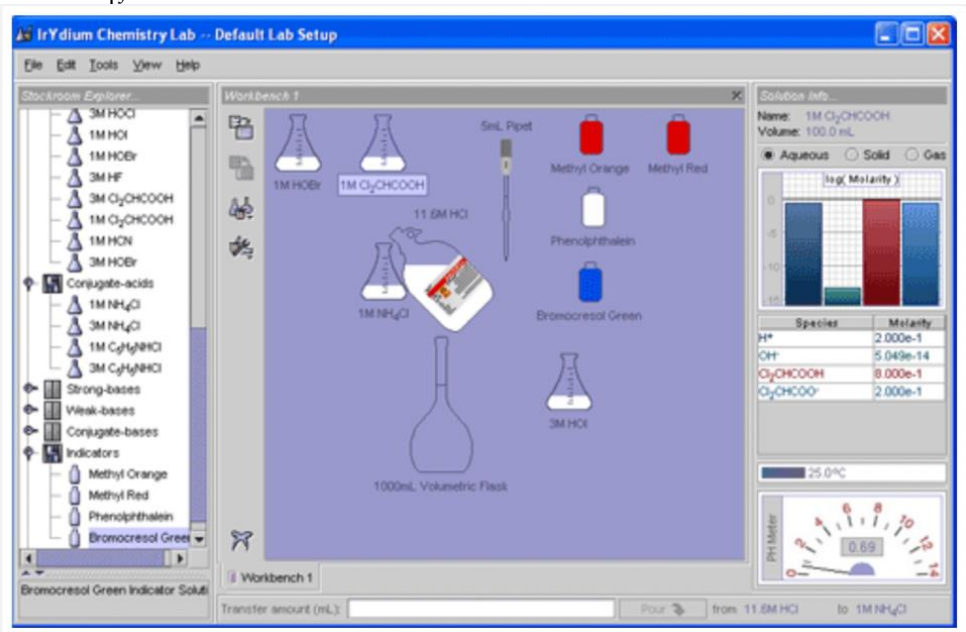 IrYdium Chemistry Lab -- Default Lab Setup
File Edit Tools View Help
Stockroom Explorer...
3M HOCl
1M HOI
1M HOBr
3M HF
3M Cl₂CHCOOH
1M Cl₂CHCOOH
1M HCN
3M HOBr
Conjugate-acids
1M NH₄Cl
3M NH₄Cl
1M C₅H₅NHCl
3M C₅H₅NHCl
Strong-bases
Weak-bases
Conjugate-bases
Indicators
Methyl Orange
Methyl Red
Phenolphthalein
Bromocresol Green
Bromocresol Green Indicator Soluti
Workbench 1
1M HOBr
1M Cl₂CHCOOH
5mL Pipet
Methyl Orange
Methyl Red
11.6M HCl
Phenolphthalein
1M NH₄Cl
Bromocresol Green
3M HOI
1000mL Volumetric Flask
Workbench 1
Transfer amount (mL):
Pour
from 11.6M HCl to 1M NH₄Cl
Solution Info...
Name: 1M Cl₂CHCOOH
Volume: 100.0 mL
Aqueous Solid Gas
log( Molarity )
0
-5
-10
-15
Species Molarity
H⁺ 2.000e-1
OH⁻ 5.049e-14
Cl₂CHCOOH 8.000e-1
Cl₂CHCOO⁻ 2.000e-1
25.0ºC
PH Meter
0 2 4 6 8 10 12 14
0.69